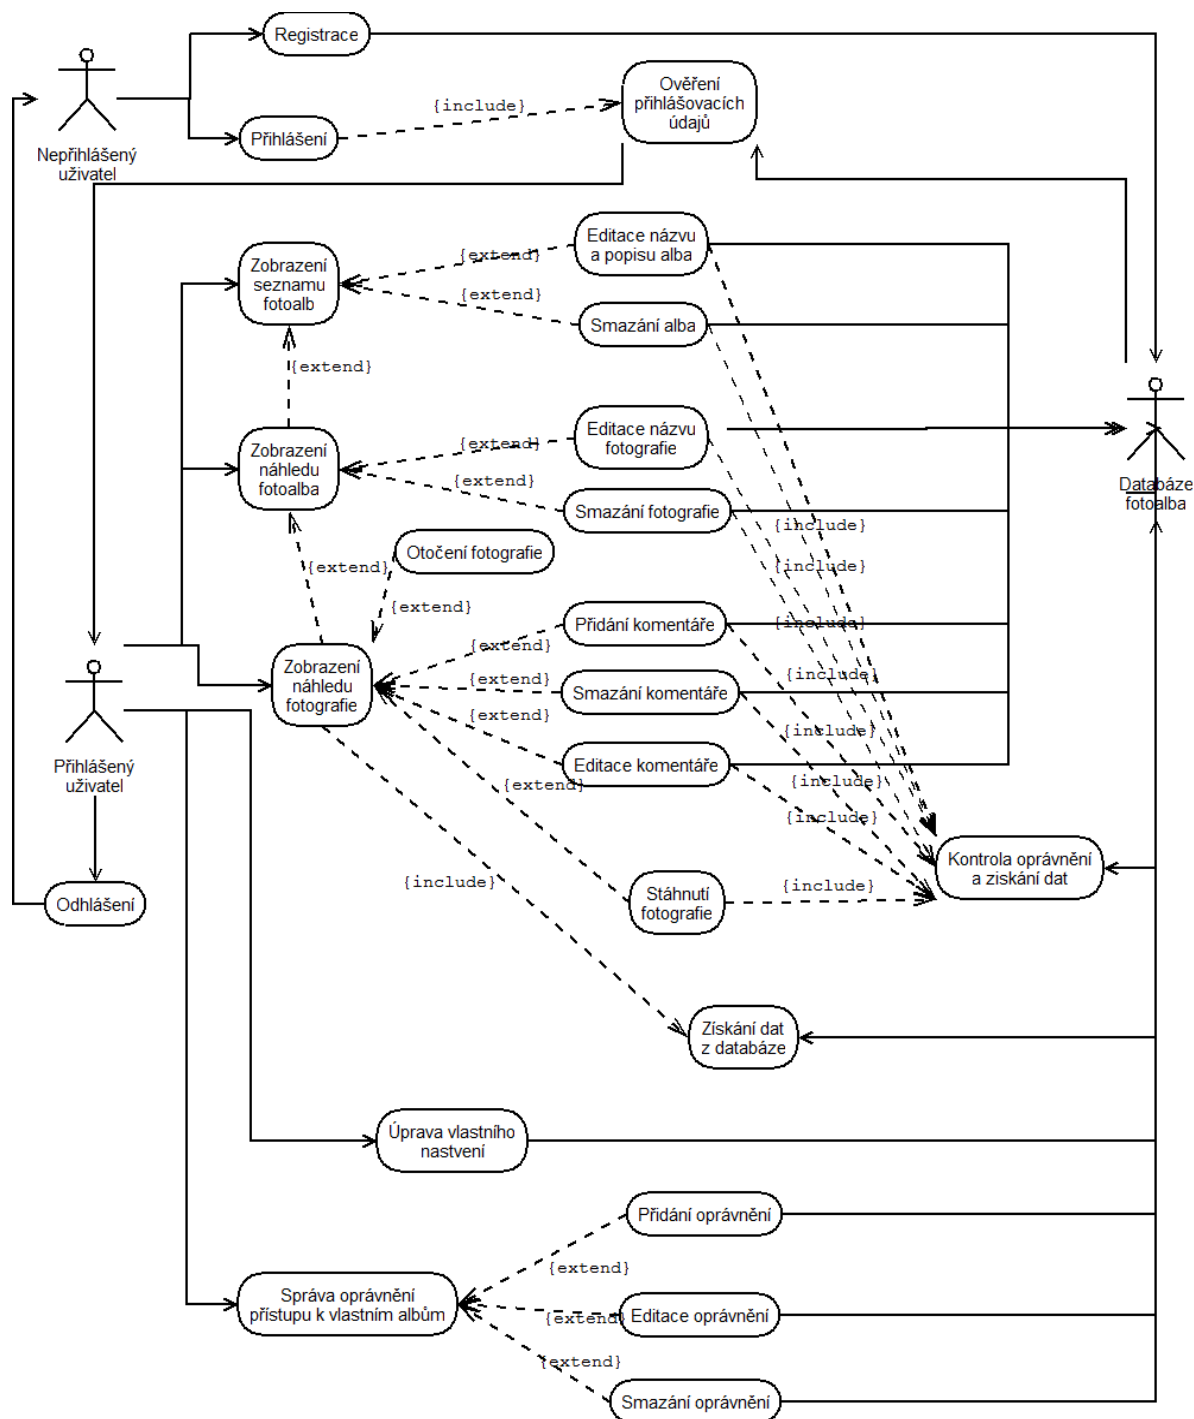 Registrace
Ověření
přihlášovacích
údajů
{include}
Přihlášení
Nepřihlášený
uživatel
Editace názvu
a popisu alba
{extend}
Zobrazení
seznamu
fotoalb
{extend}
Smazání alba
{extend}
Editace názvu
fotografie
{extend}
Zobrazení
náhledu
fotoalba
{extend}
Smazání fotografie
Databáze
fotoalba
{include}
Otočení fotografie
{extend}
{include}
{extend}
Přidání komentáře
{include}
{extend}
Zobrazení
náhledu
fotografie
{extend}
Smazání komentáře
{include}
{extend}
{include}
Přihlášený
uživatel
Editace komentáře
{extend}
{include}
{include}
Kontrola oprávnění
a ziskání dat
{include}
Stáhnutí
fotografie
{include}
Odhlášení
Získání dat
z databáze
Úprava vlastního
nastvení
Přidání oprávnění
{extend}
Správa oprávnění
přístupu k vlastním albům
{extend}
Editace oprávnění
{extend}
Smazání oprávnění